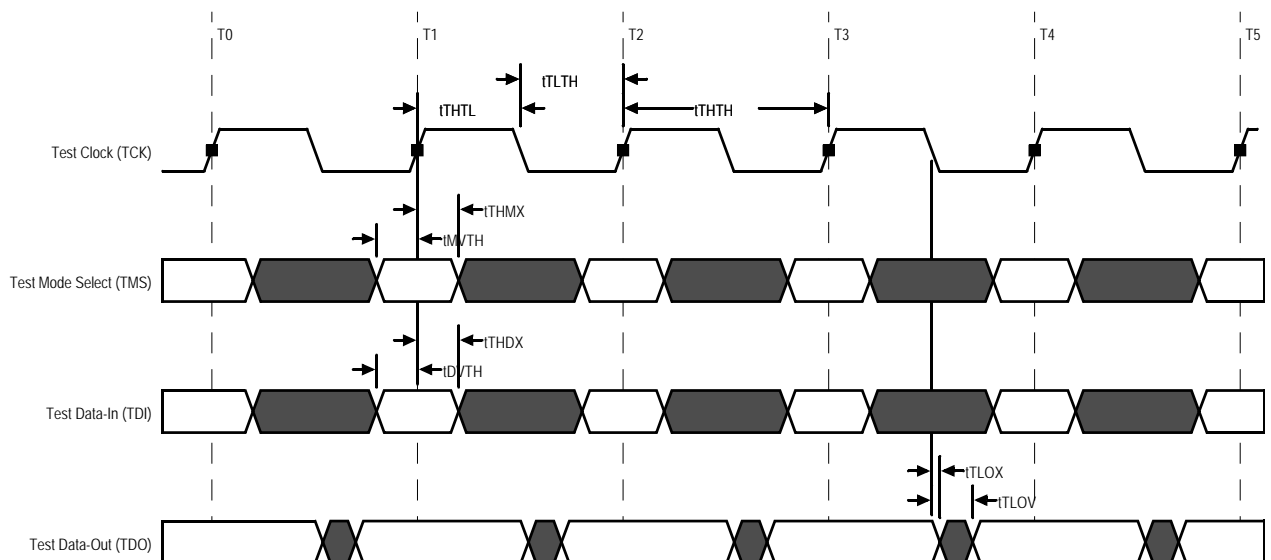 T0
T1
T2
T3
T4
T5
tTLTH
tTHTL
tTHTH
Test Clock (TCK)
tTHMX
tMVTH
Test Mode Select (TMS)
tTHDX
tDVTH
Test Data-In (TDI)
tTLOX
tTLOV
Test Data-Out (TDO)